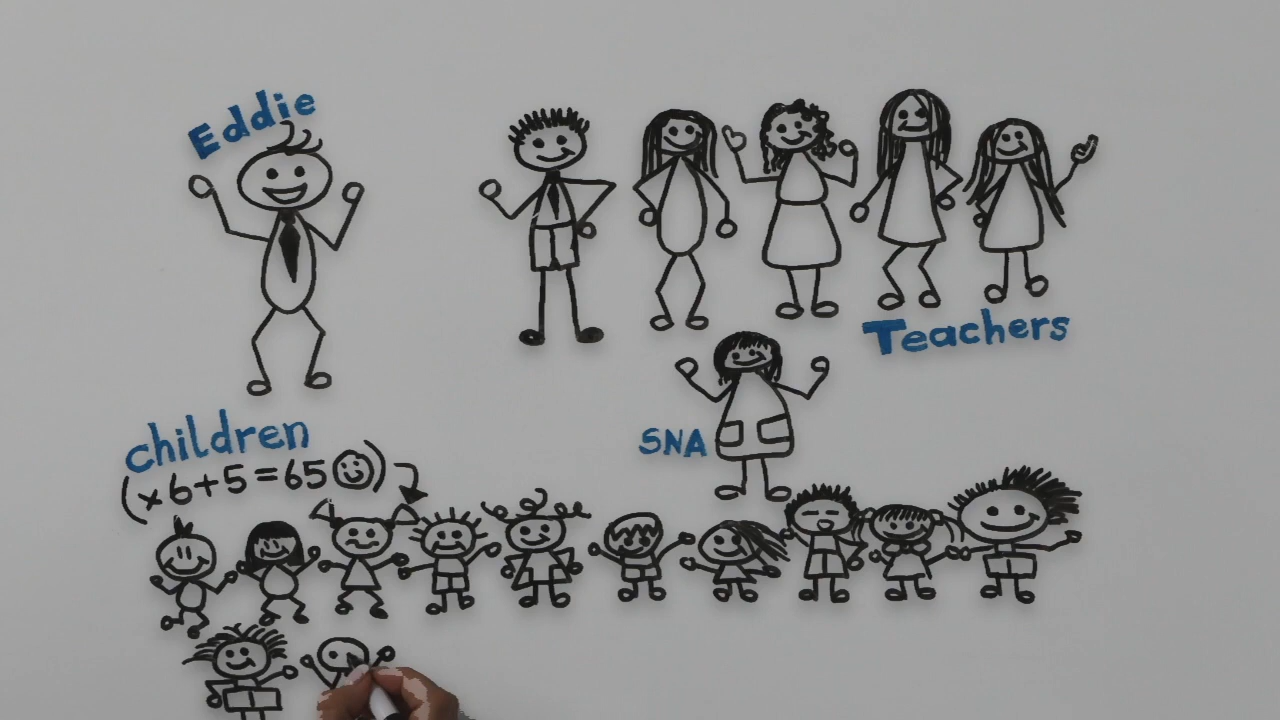 Eddie
Teachers
SNA
children
(x6+5=65☺)